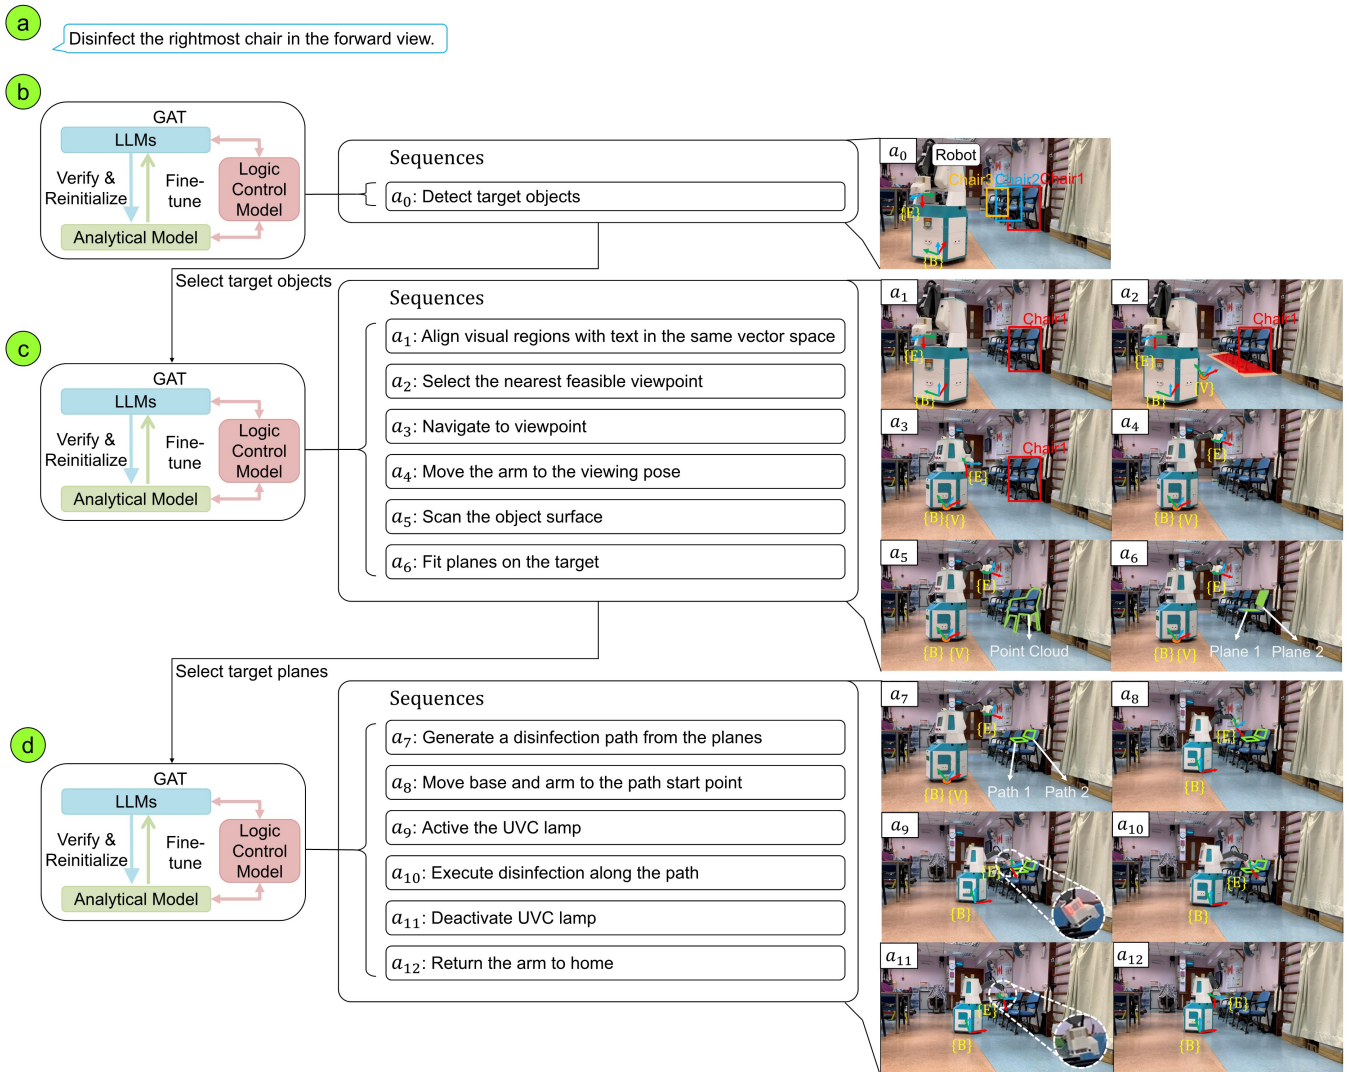 a
Disinfect the rightmost chair in the forward view.
b
GAT
LLMs
Verify &
Reinitialize
Fine-
tune
Logic
Control
Model
Analytical Model
Sequences
a0: Detect target objects
a0
Robot
Chair3
Chair2
Chair1
{E}
{B}
Select target objects
c
GAT
LLMs
Verify &
Reinitialize
Fine-
tune
Logic
Control
Model
Analytical Model
Sequences
a1: Align visual regions with text in the same vector space
a2: Select the nearest feasible viewpoint
a3: Navigate to viewpoint
a4: Move the arm to the viewing pose
a5: Scan the object surface
a6: Fit planes on the target
a1
Chair1
{E}
{B}
a2
Chair1
{E}
{V}
{B}
a3
Chair1
{E}
{B} {V}
a4
{E}
{B} {V}
a5
{E}
{B} {V}
Point Cloud
a6
{E}
{B} {V}
Plane 1
Plane 2
Select target planes
d
GAT
LLMs
Verify &
Reinitialize
Fine-
tune
Logic
Control
Model
Analytical Model
Sequences
a7: Generate a disinfection path from the planes
a8: Move base and arm to the path start point
a9: Active the UVC lamp
a10: Execute disinfection along the path
a11: Deactivate UVC lamp
a12: Return the arm to home
a7
{E}
{B} {V}
Path 1
Path 2
a8
{E}
{B}
a9
{E}
{B}
a10
{E}
{B}
a11
{E}
{B}
a12
{E}
{B}